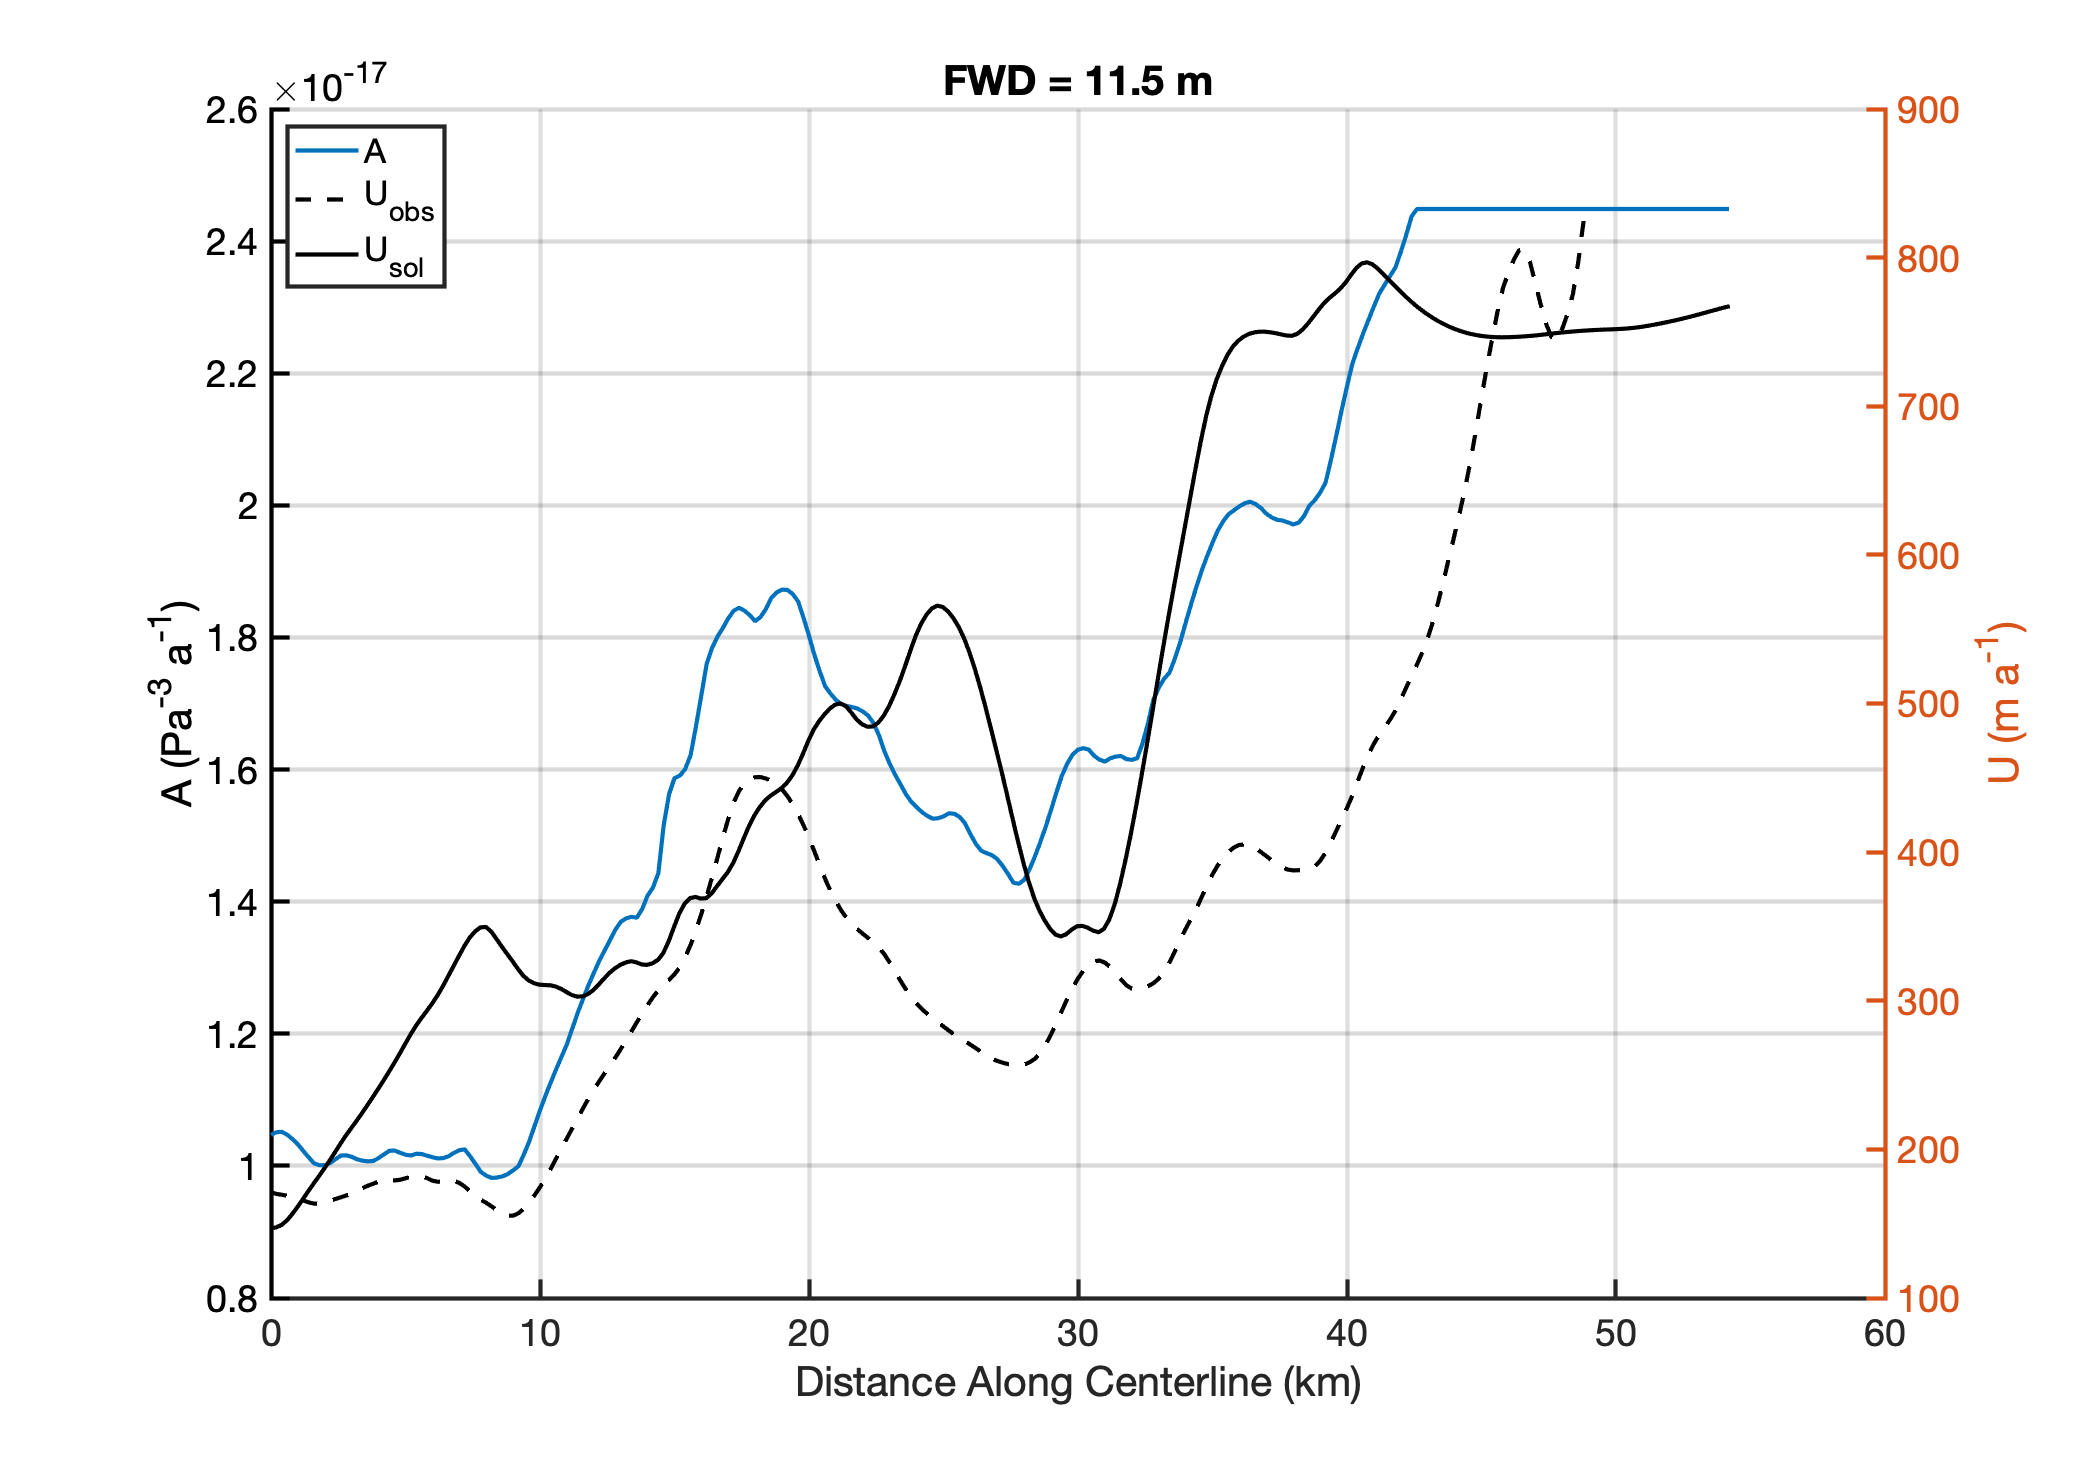 FWD = 11.5 m
×10-17
A
Uobs
Usol
2.6
2.4
2.2
2
1.8
1.6
1.4
1.2
1
0.8
A (Pa-3 a-1)
900
800
700
600
500
400
300
200
100
U (m a-1)
0 10 20 30 40 50 60
Distance Along Centerline (km)